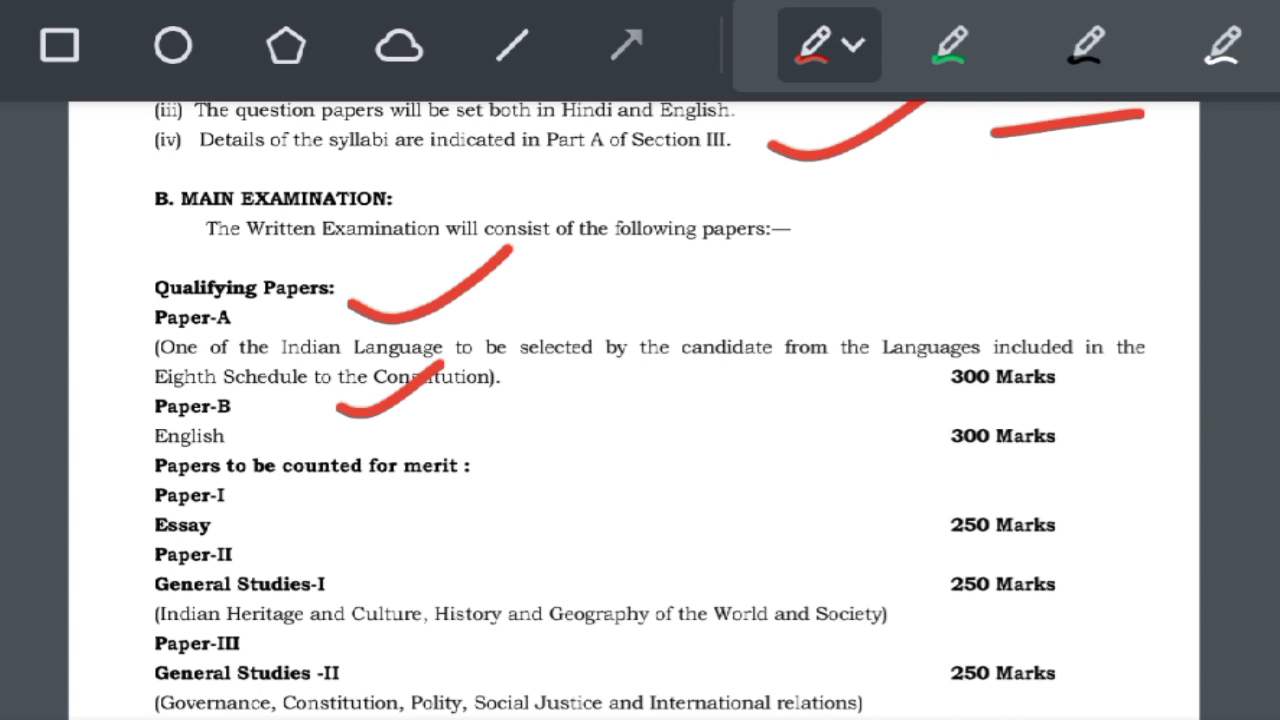 (iii) The question papers will be set both in Hindi and English.
(iv) Details of the syllabi are indicated in Part A of Section III.
B. MAIN EXAMINATION:
The Written Examination will consist of the following papers:—
Qualifying Papers:
Paper-A
(One of the Indian Language to be selected by the candidate from the Languages included in the
Eighth Schedule to the Constitution). 300 Marks
Paper-B
English 300 Marks
Papers to be counted for merit :
Paper-I
Essay 250 Marks
Paper-II
General Studies-I 250 Marks
(Indian Heritage and Culture, History and Geography of the World and Society)
Paper-III
General Studies -II 250 Marks
(Governance, Constitution, Polity, Social Justice and International relations)